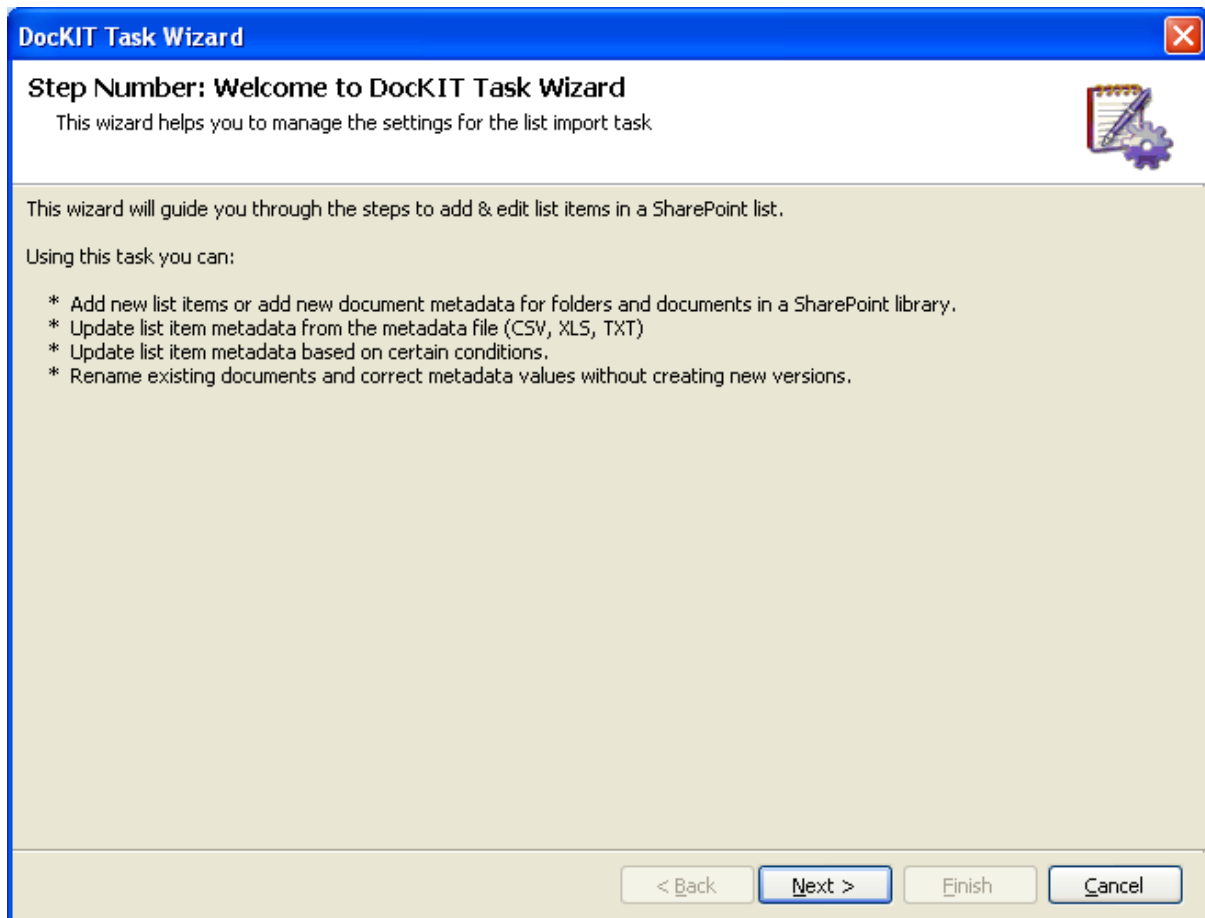 DocKIT Task Wizard
Step Number: Welcome to DocKIT Task Wizard
This wizard helps you to manage the settings for the list import task
This wizard will guide you through the steps to add & edit list items in a SharePoint list.
Using this task you can:
* Add new list items or add new document metadata for folders and documents in a SharePoint library.
* Update list item metadata from the metadata file (CSV, XLS, TXT)
* Update list item metadata based on certain conditions.
* Rename existing documents and correct metadata values without creating new versions.
< Back Next > Finish Cancel